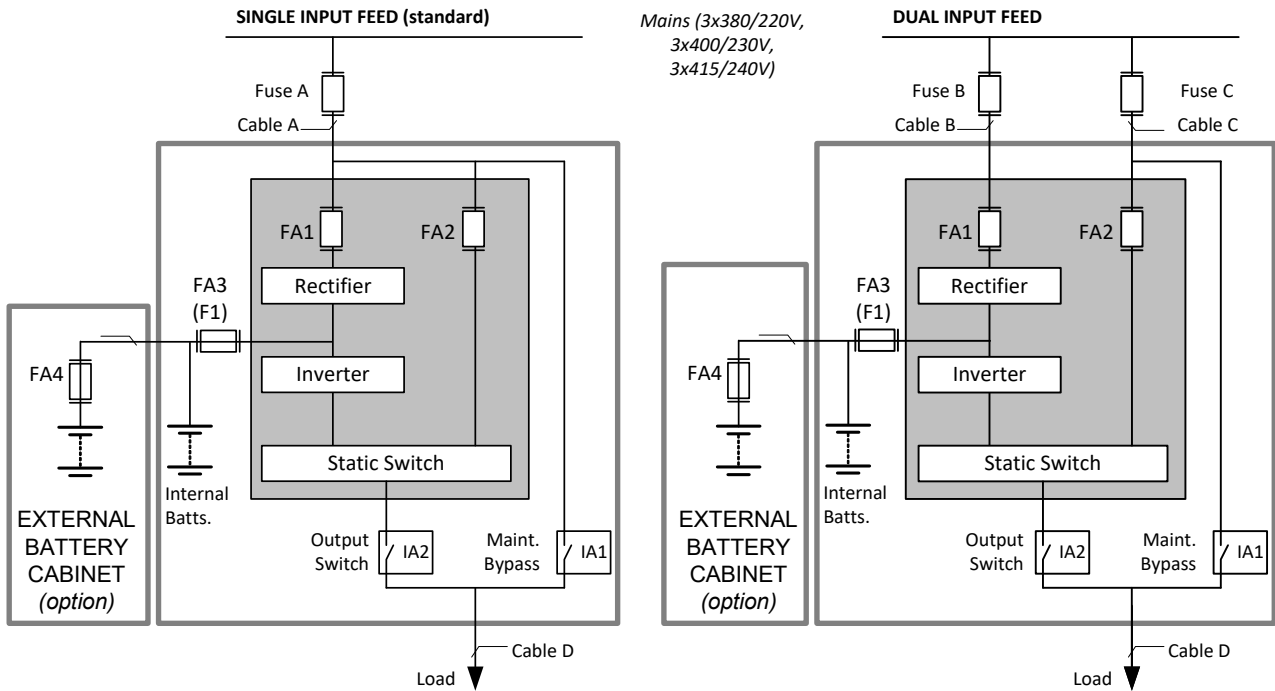 SINGLE INPUT FEED (standard)
Mains (3x380/220V,
3x400/230V,
3x415/240V)
DUAL INPUT FEED
Fuse A
Cable A
FA1
FA2
Rectifier
FA3
(F1)
Inverter
FA4
Static Switch
Internal
Batts.
EXTERNAL
BATTERY
CABINET
(option)
Output
Switch
IA2
Maint.
Bypass
IA1
Cable D
Load
Fuse B
Fuse C
Cable B
Cable C
FA1
FA2
Rectifier
FA3
(F1)
Inverter
FA4
Static Switch
Internal
Batts.
EXTERNAL
BATTERY
CABINET
(option)
Output
Switch
IA2
Maint.
Bypass
IA1
Cable D
Load